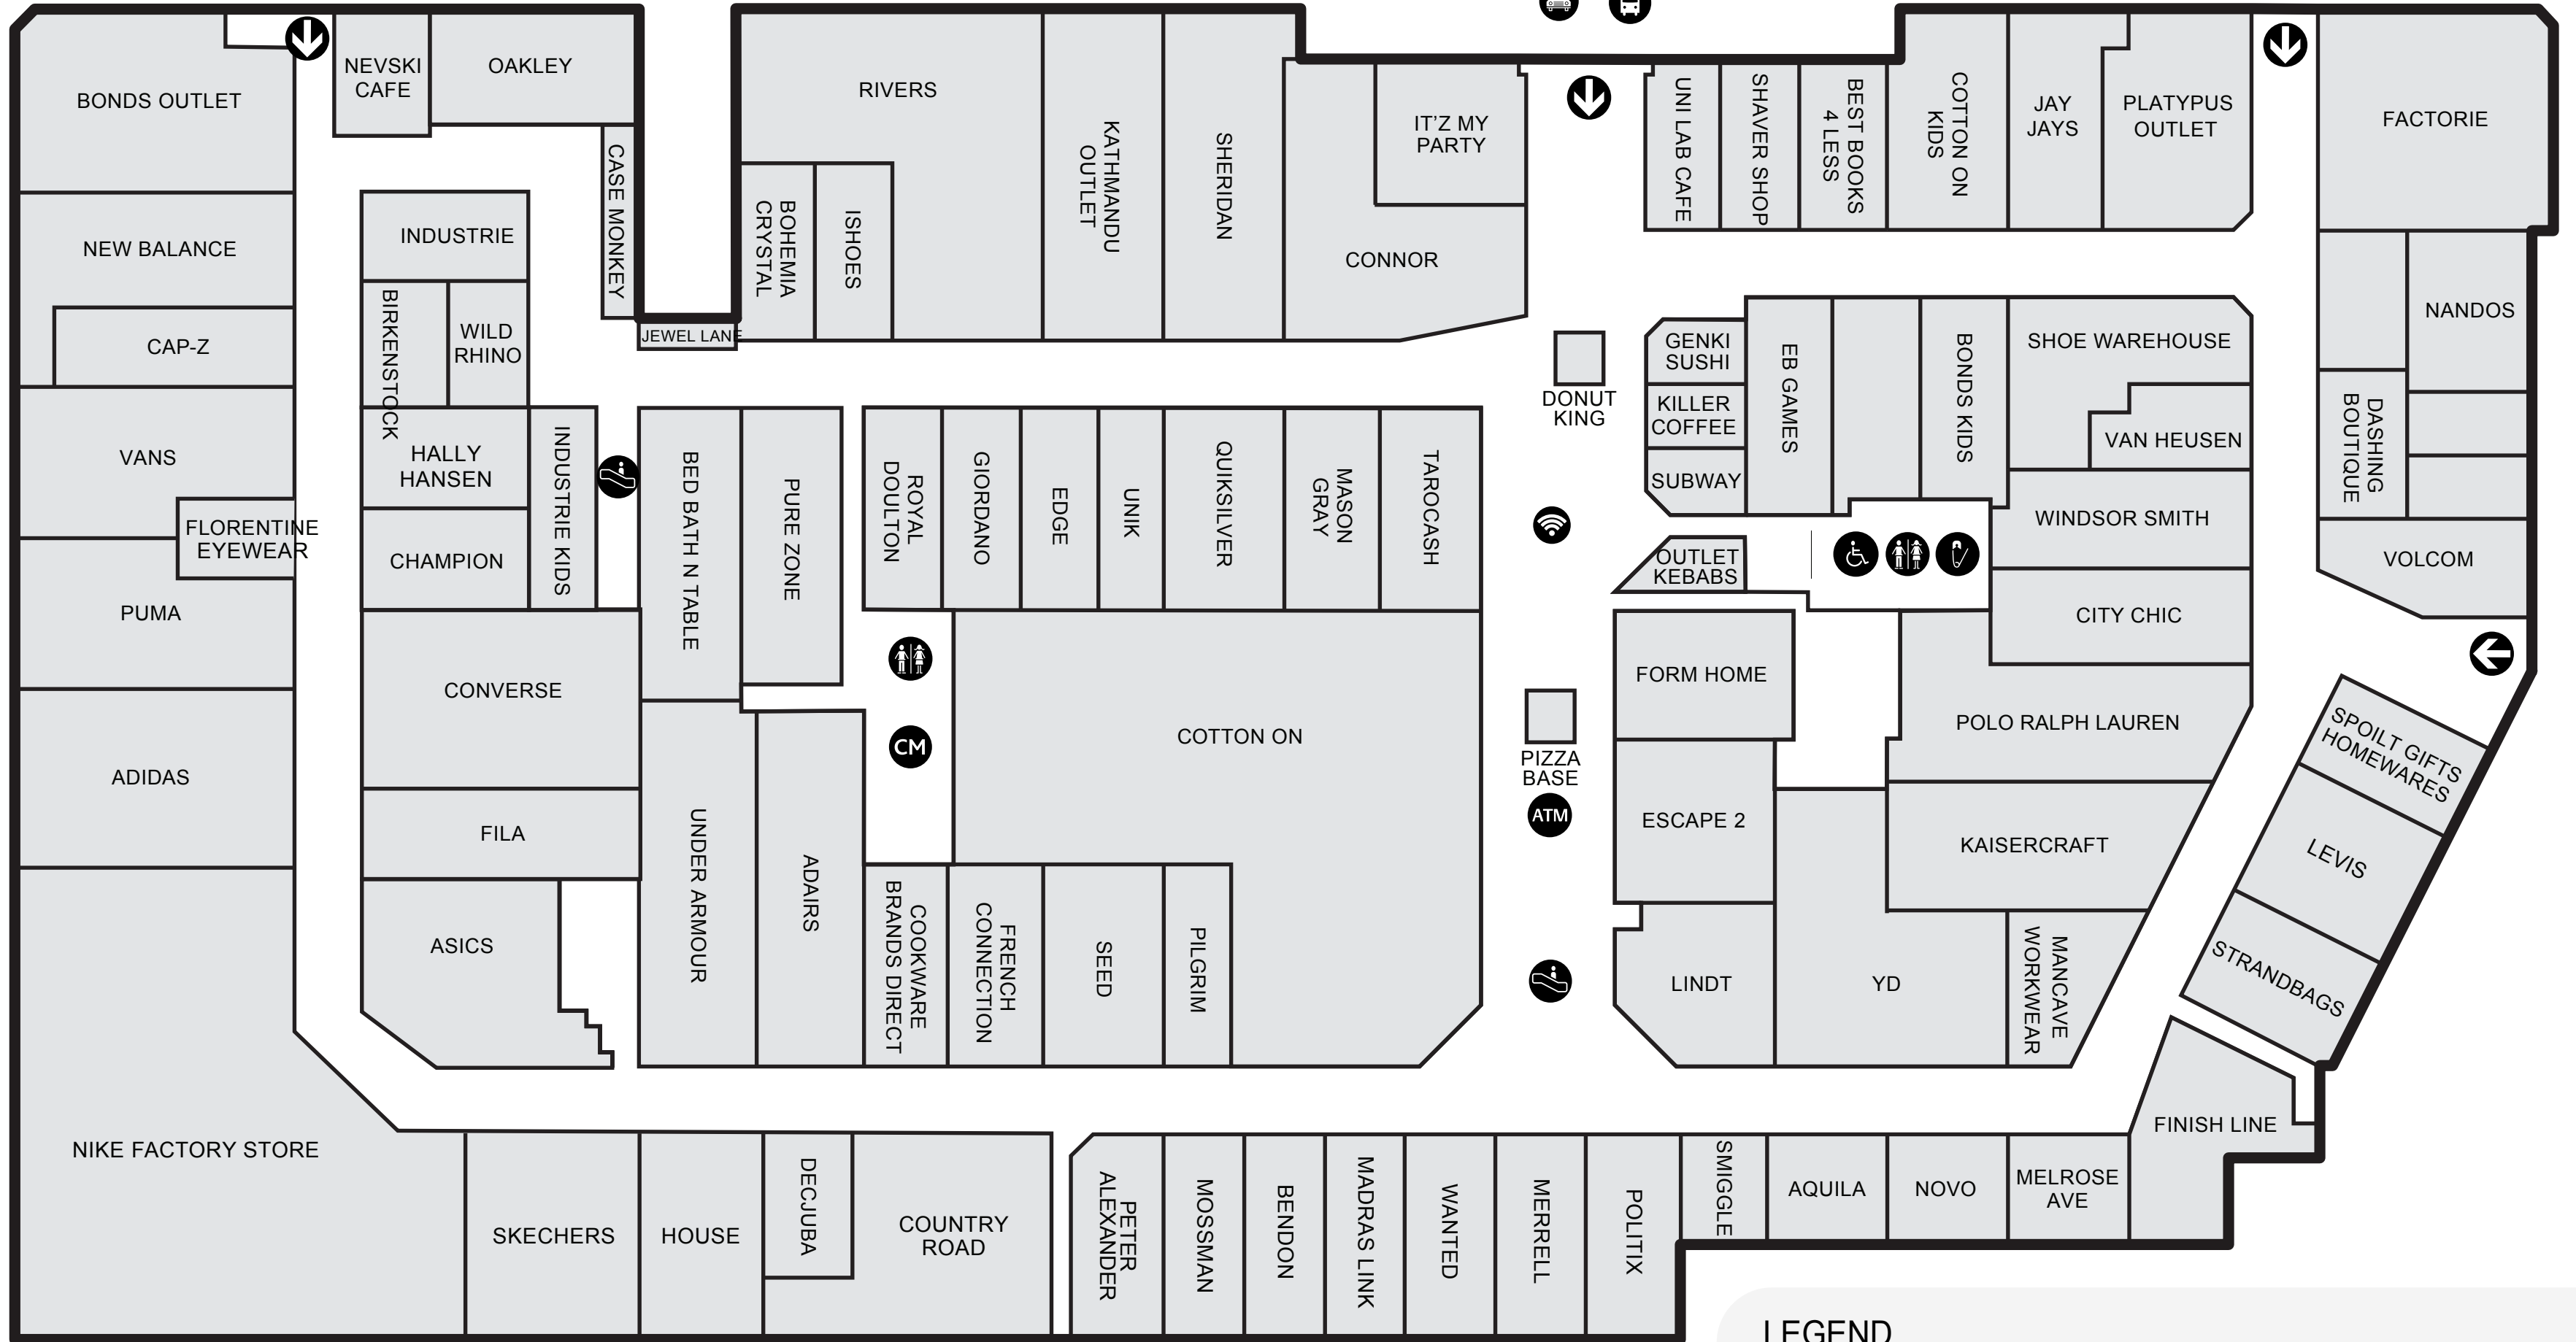 BONDS OUTLET
NEVSKI
CAFE
OAKLEY
RIVERS
KATHMANDU
OUTLET
SHERIDAN
IT’Z MY
PARTY
CONNOR
UNI LAB CAFE
SHAVER SHOP
BEST BOOKS
4 LESS
COTTON ON
KIDS
JAY
JAYS
PLATYPUS
OUTLET
FACTORIE
NEW BALANCE
CAP-Z
INDUSTRIE
CASE MONKEY
JEWEL LANE
BOHEMIA
CRYSTAL
ISHOES
BIRKENSTOCK
WILD
RHINO
VANS
FLORENTINE
EYEWEAR
HALLY
HANSEN
CHAMPION
INDUSTRIE KIDS
BED BATH N TABLE
PURE ZONE
ROYAL
DOULTON
GIORDANO
EDGE
UNIK
QUIKSILVER
MASON
GRAY
TAROCASH
DONUT
KING
GENKI
SUSHI
KILLER
COFFEE
SUBWAY
EB GAMES
BONDS KIDS
SHOE WAREHOUSE
VAN HEUSEN
WINDSOR SMITH
CITY CHIC
NANDOS
DASHING
BOUTIQUE
VOLCOM
OUTLET
KEBABS
PUMA
ADIDAS
CONVERSE
FILA
ASICS
UNDER ARMOUR
ADAIRS
CM
COTTON ON
COOKWARE
BRANDS DIRECT
FRENCH
CONNECTION
SEED
PILGRIM
PIZZA
BASE
ATM
FORM HOME
ESCAPE 2
LINDT
YD
POLO RALPH LAUREN
KAISERCRAFT
MANCAVE
WORKWEAR
SPOILT GIFTS
HOMEWARES
LEVIS
STRANDBAGS
FINISH LINE
NIKE FACTORY STORE
SKECHERS
HOUSE
DECJUBA
COUNTRY
ROAD
PETER
ALEXANDER
MOSSMAN
BENDON
MADRAS LINK
WANTED
MERRELL
POLITIX
SMIGGLE
AQUILA
NOVO
MELROSE
AVE
LEGEND